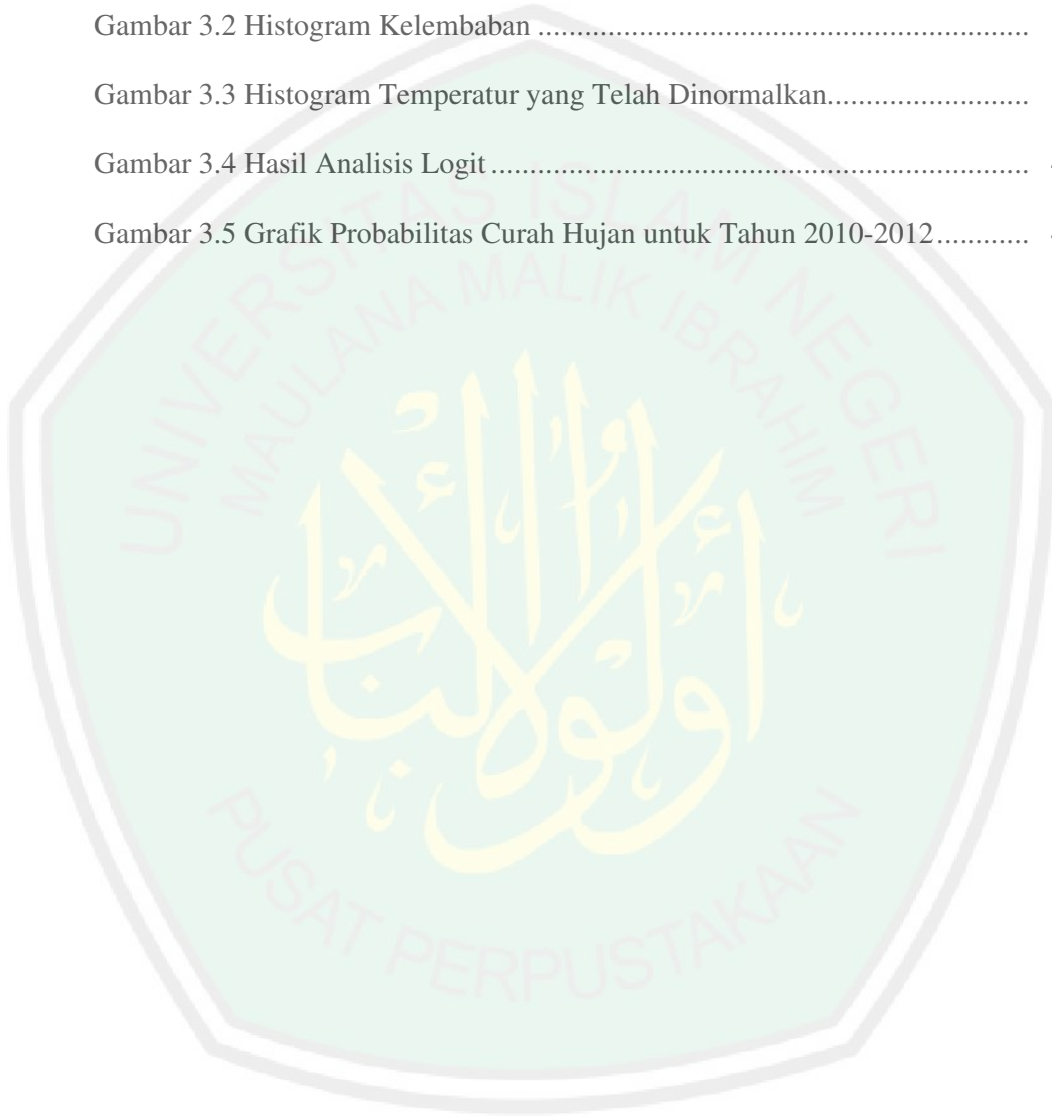 Gambar 3.2 Histogram Kelembaban ................................................................
Gambar 3.3 Histogram Temperatur yang Telah Dinormalkan..........................
Gambar 3.4 Hasil Analisis Logit ......................................................................
Gambar 3.5 Grafik Probabilitas Curah Hujan untuk Tahun 2010-2012............
UNIVERSITAS ISLAM NEGERI
MAULANA MALIK IBRAHIM
أولوا الألباب
PUSAT PERPUSTAKAAN